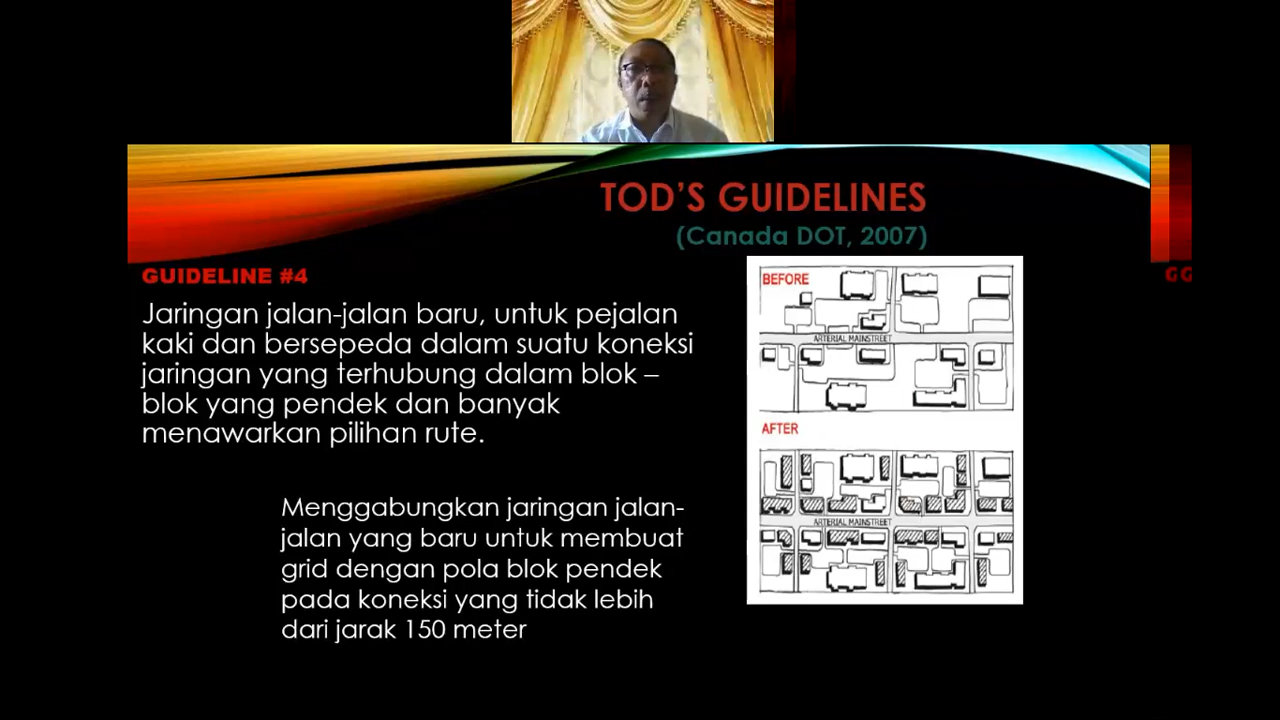 TOD'S GUIDELINES
(Canada DOT, 2007)
GUIDELINE #4
GG
Jaringan jalan-jalan baru, untuk pejalan
kaki dan bersepeda dalam suatu koneksi
jaringan yang terhubung dalam blok –
blok yang pendek dan banyak
menawarkan pilihan rute.
Menggabungkan jaringan jalan-
jalan yang baru untuk membuat
grid dengan pola blok pendek
pada koneksi yang tidak lebih
dari jarak 150 meter
BEFORE
ARTERIAL MAINSTREET
AFTER
ARTERIAL MAINSTREET